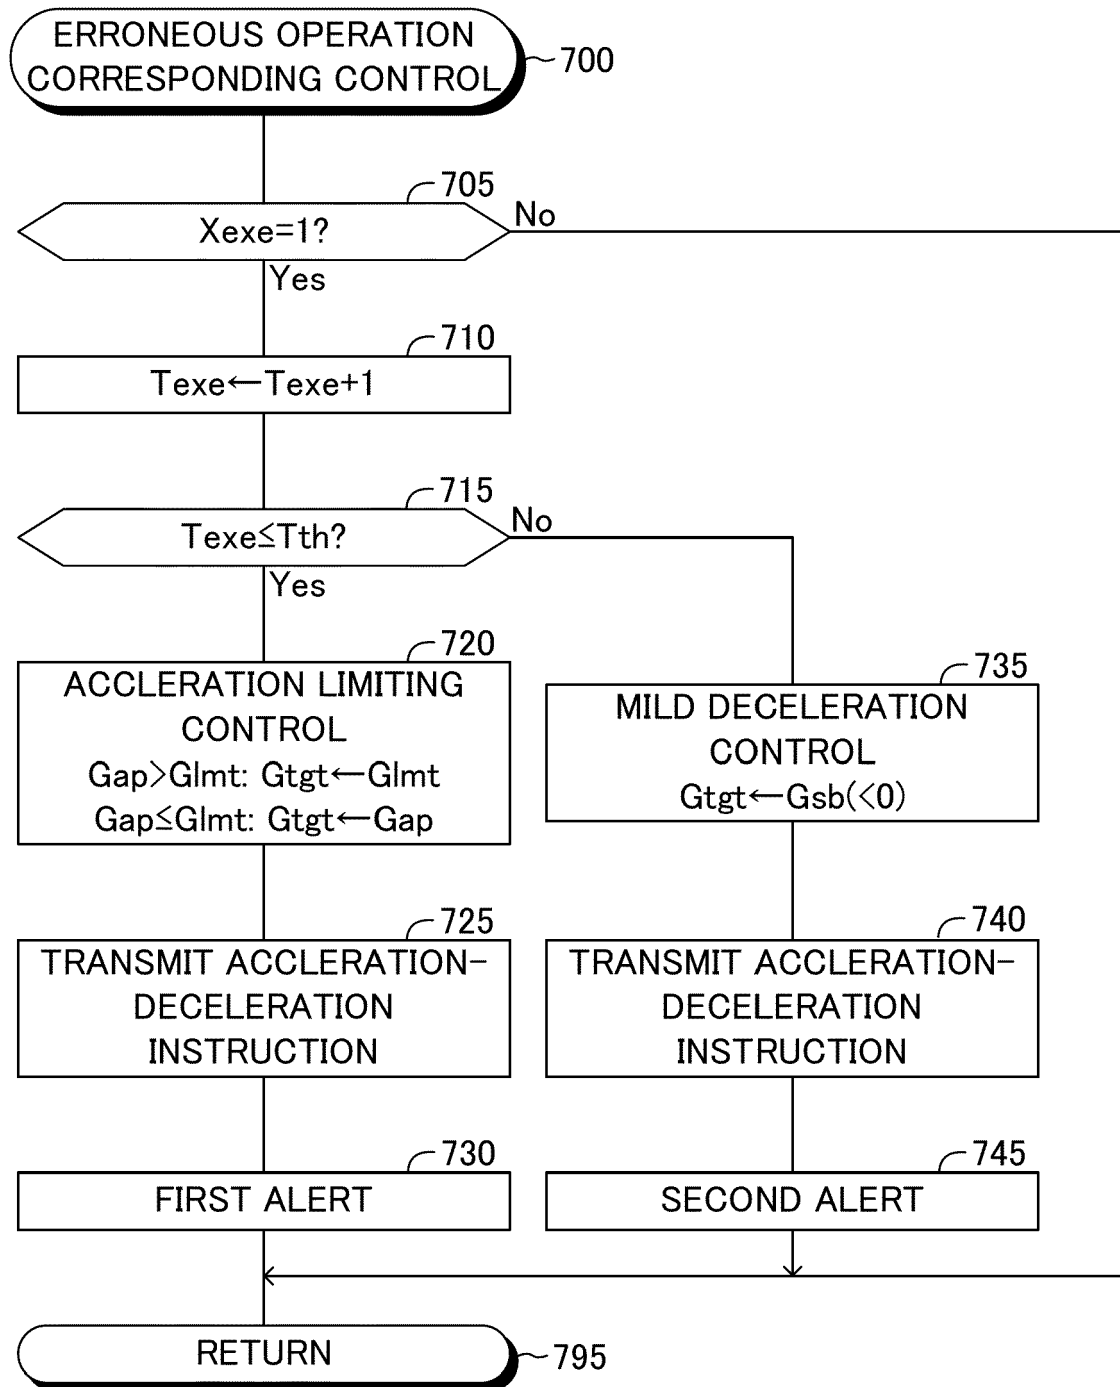 ERRONEOUS OPERATION
CORRESPONDING CONTROL
700
705
Xexe=1?
No
Yes
710
Texe←Texe+1
715
Texe≦Tth?
No
Yes
720
ACCLERATION LIMITING
CONTROL
Gap>Glmt: Gtgt←Glmt
Gap≦Glmt: Gtgt←Gap
735
MILD DECELERATION
CONTROL
Gtgt←Gsb(<0)
725
TRANSMIT ACCLERATION-
DECELERATION
INSTRUCTION
740
TRANSMIT ACCLERATION-
DECELERATION
INSTRUCTION
730
FIRST ALERT
745
SECOND ALERT
RETURN
795